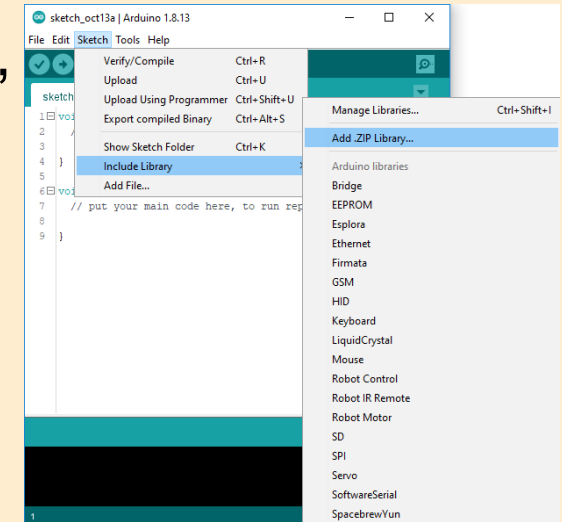 sketch_oct13a | Arduino 1.8.13
File Edit Sketch Tools Help
,
Verify/Compile Ctrl+R
Upload Ctrl+U
Upload Using Programmer Ctrl+Shift+U
Export compiled Binary Ctrl+Alt+S
Show Sketch Folder Ctrl+K
Include Library
Add File...
sketch
1 voi
2 /
3
4 }
5
6 voi
7 // put your main code here, to run rep
8
9 }
Manage Libraries... Ctrl+Shift+I
Add .ZIP Library...
Arduino libraries
Bridge
EEPROM
Esplora
Ethernet
Firmata
GSM
HID
Keyboard
LiquidCrystal
Mouse
Robot Control
Robot IR Remote
Robot Motor
SD
SPI
Servo
SoftwareSerial
SpacebrewYun
1